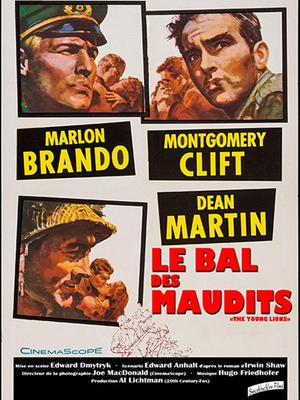 MARLON
BRANDO
MONTGOMERY
CLIFT
DEAN
MARTIN
LE BAL
DES
MAUDITS
«THE YOUNG LIONS»
CINEMASCOPE
Mise en scène Edward Dmytryk • Scénario Edward Anhalt d'après le roman d'Irwin Shaw
Directeur de la photographie Joe MacDonald (Cinemascope) • Musique Hugo Friedhofer
Production Al Lichtman (20th Century-Fox)
Swashbuckler Films